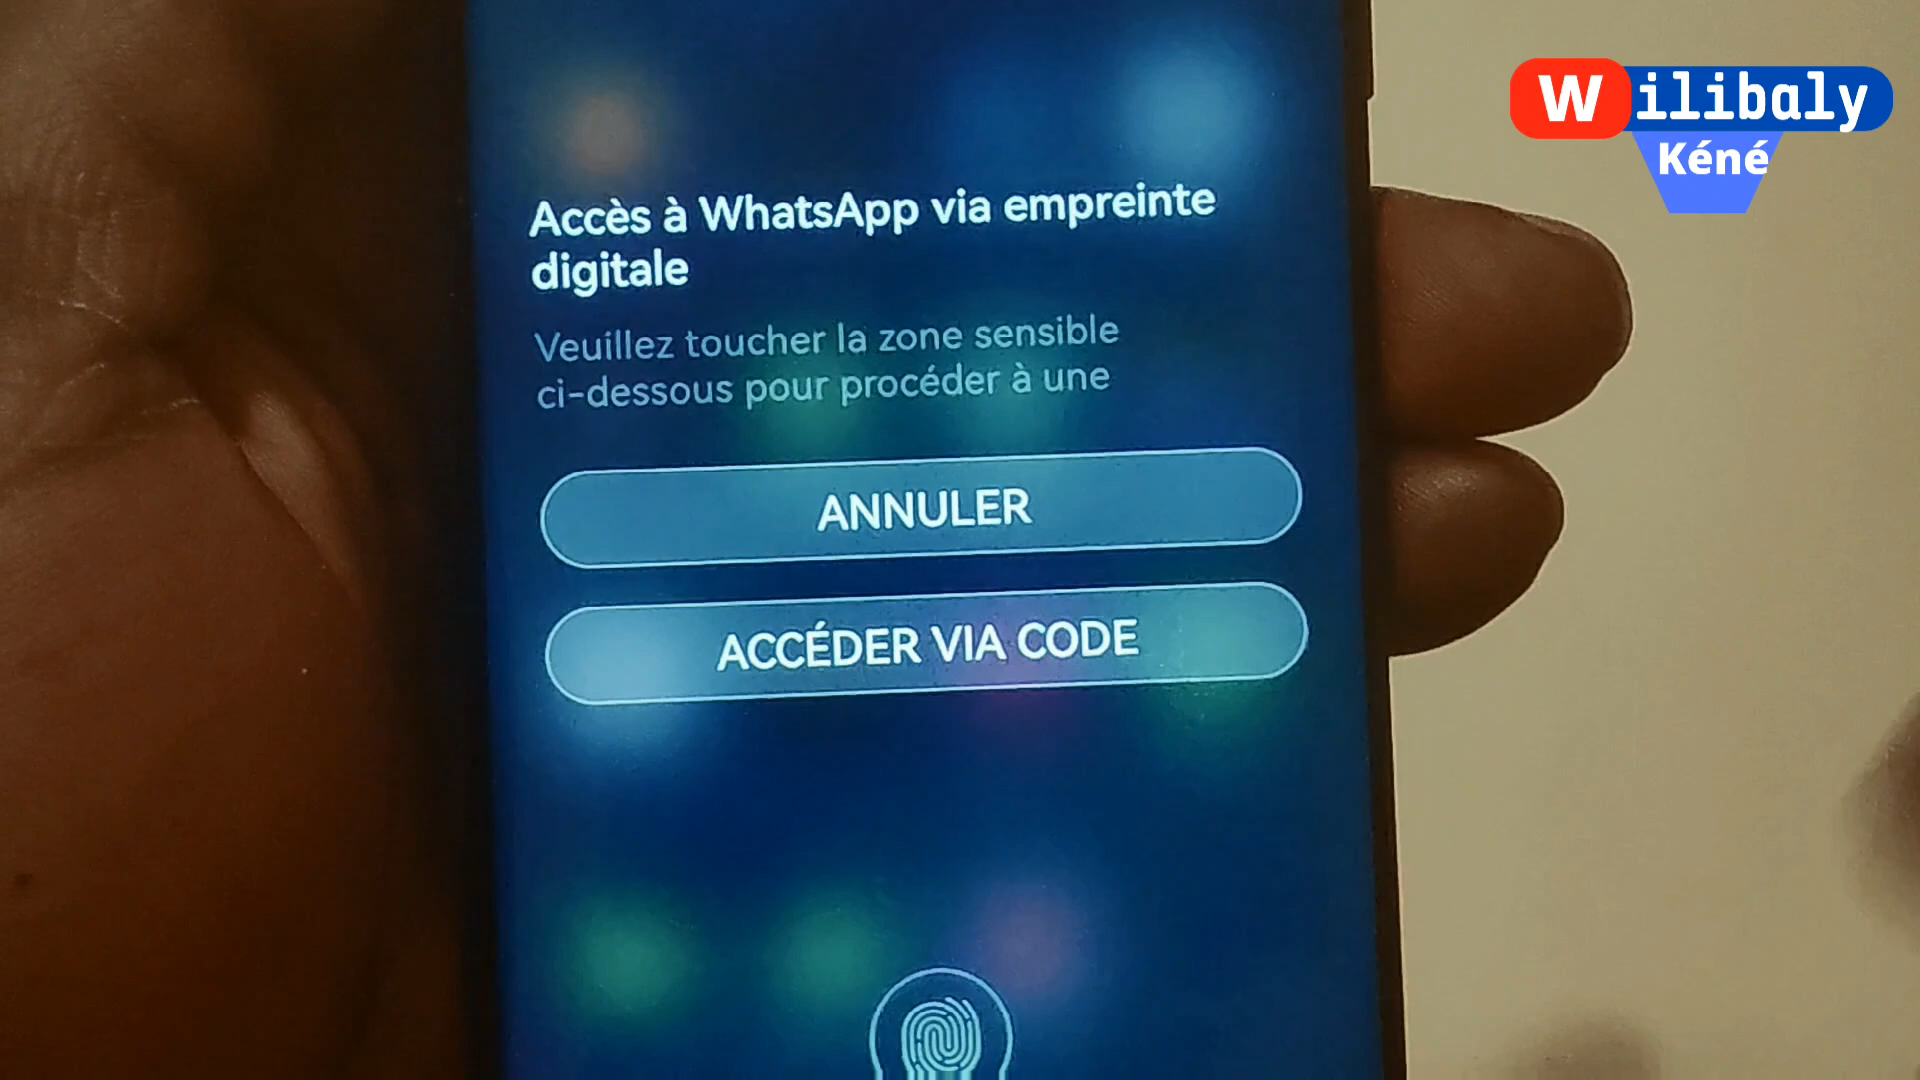 Wilibaly
Kéné
Accès à WhatsApp via empreinte
digitale
Veuillez toucher la zone sensible
ci-dessous pour procéder à une
ANNULER
ACCÉDER VIA CODE